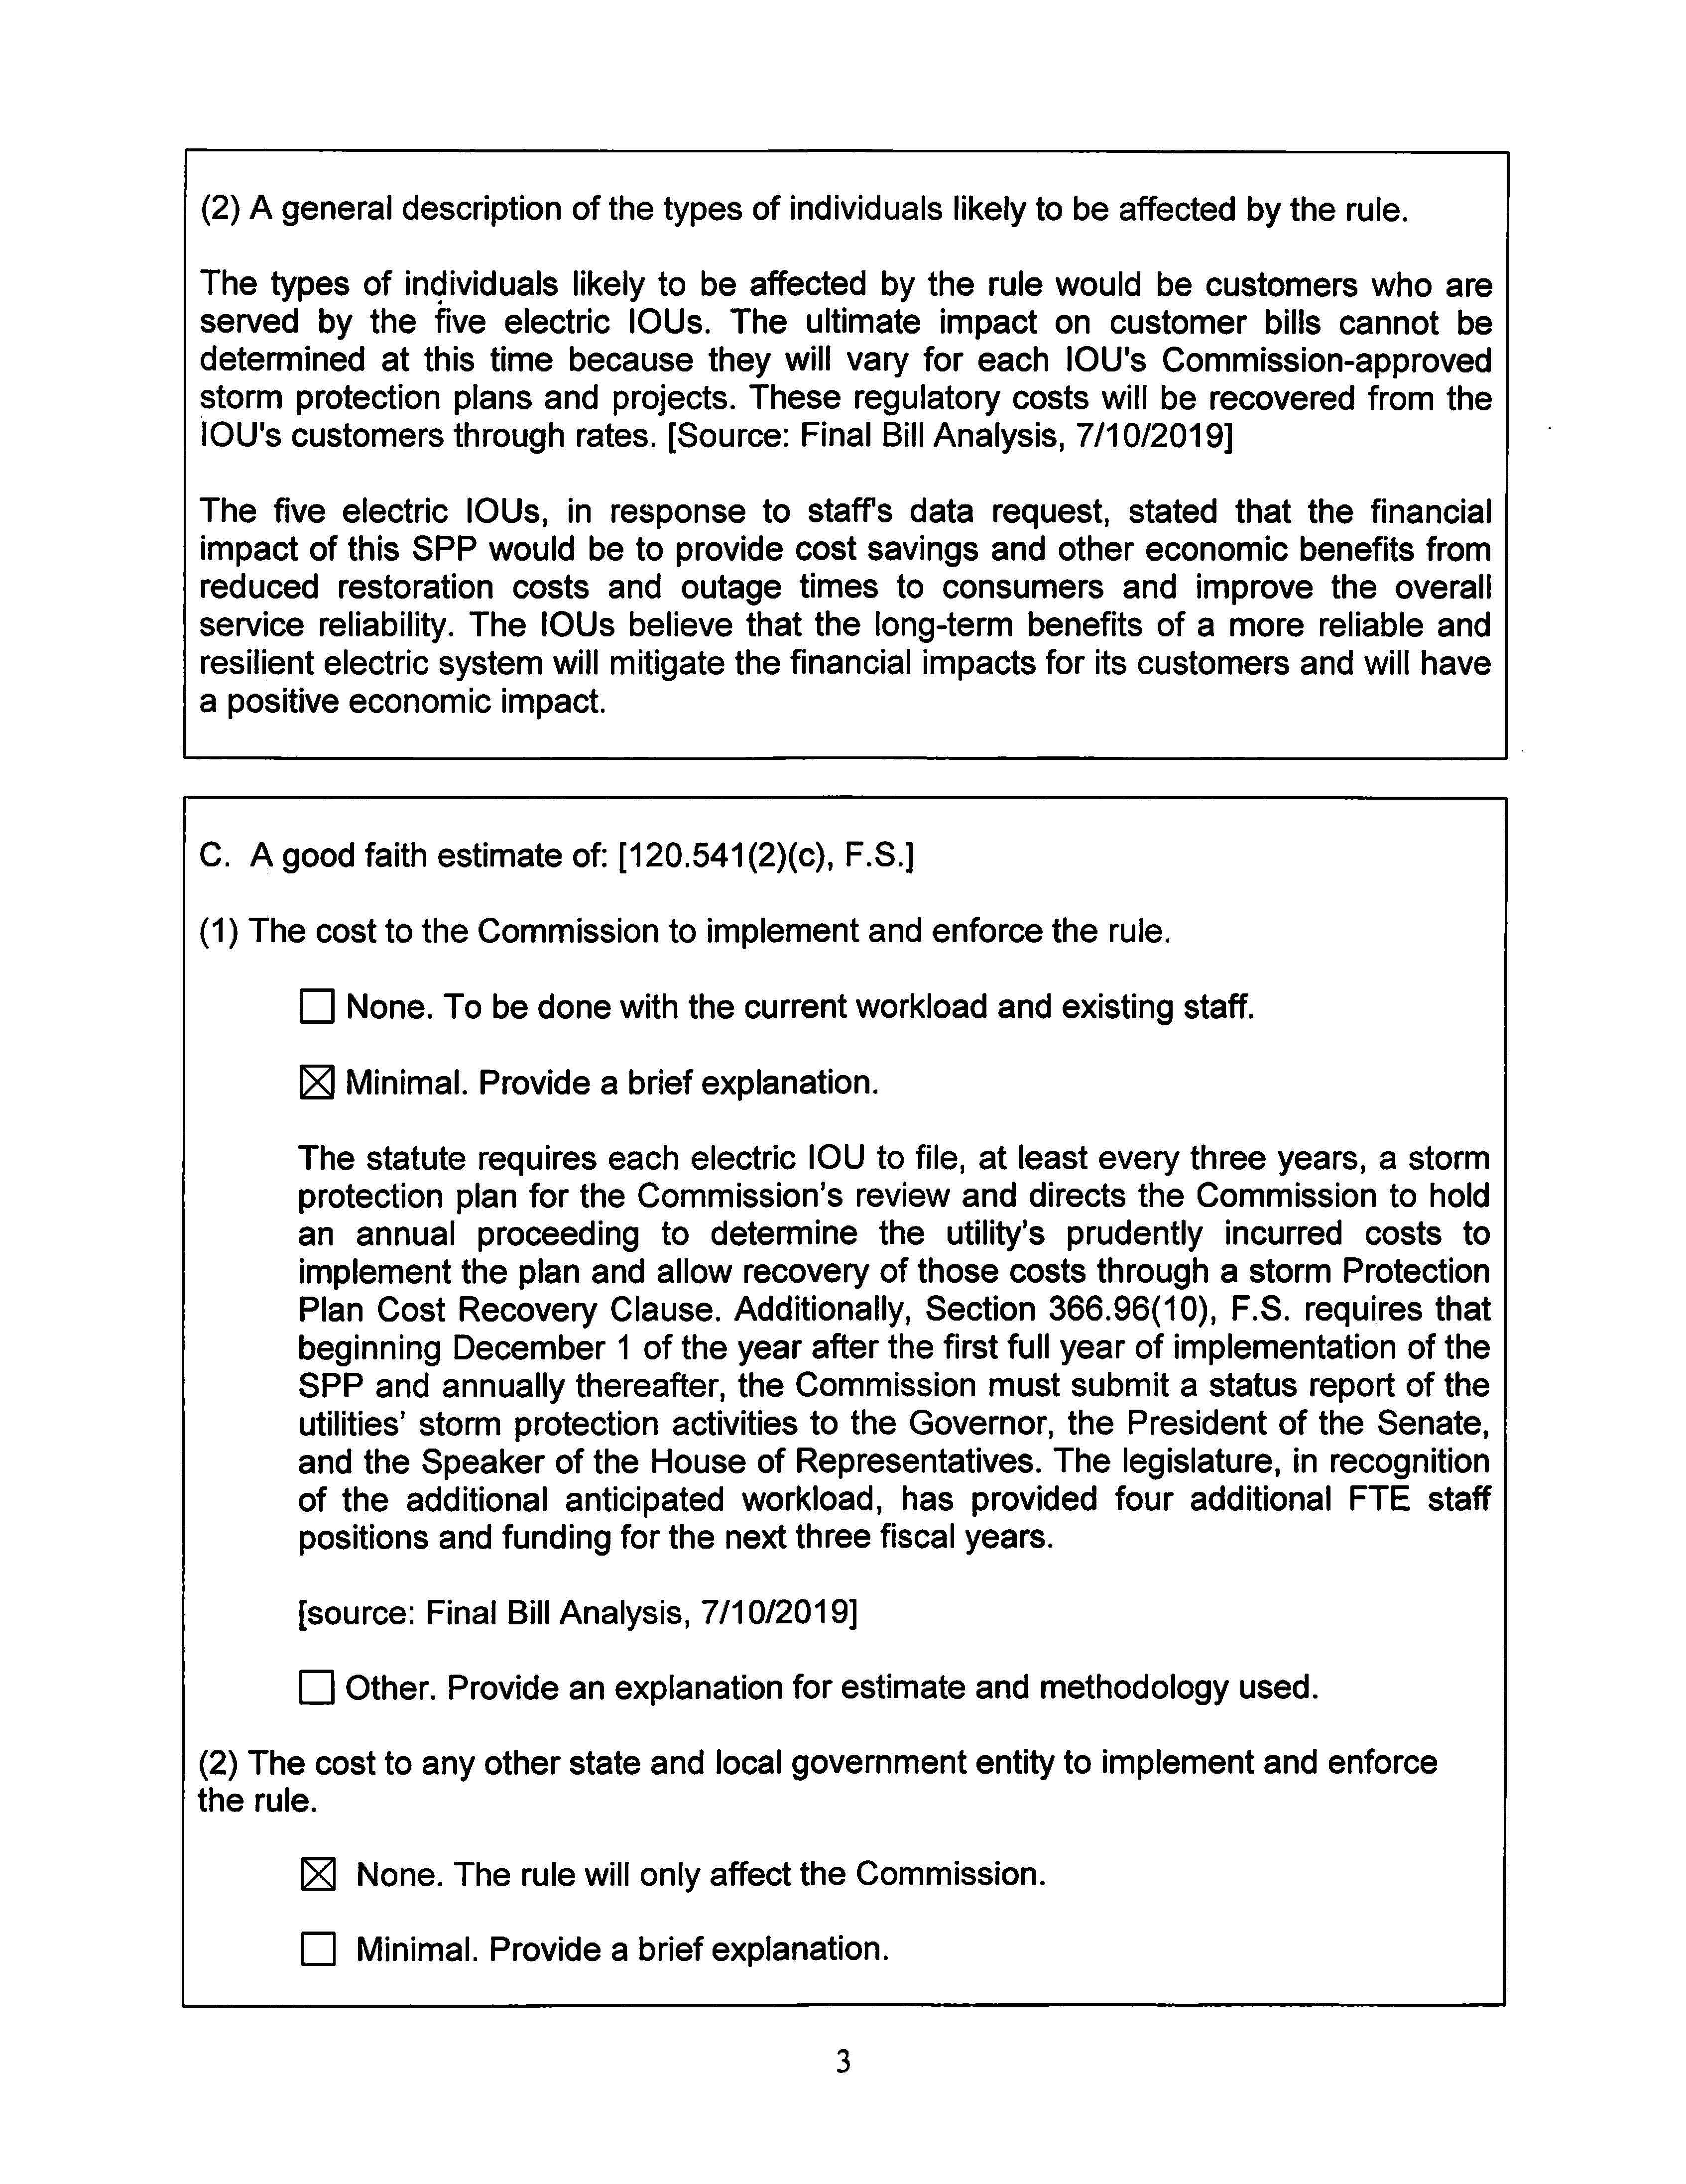 (2) A general description of the types of individuals likely to be affected by the rule.
The types of individuals likely to be affected by the rule would be customers who are
served by the five electric IOUs. The ultimate impact on customer bills cannot be
determined at this time because they will vary for each IOU's Commission-approved
storm protection plans and projects. These regulatory costs will be recovered from the
IOU's customers through rates. [Source: Final Bill Analysis, 7/10/2019]
The five electric IOUs, in response to staff's data request, stated that the financial
impact of this SPP would be to provide cost savings and other economic benefits from
reduced restoration costs and outage times to consumers and improve the overall
service reliability. The IOUs believe that the long-term benefits of a more reliable and
resilient electric system will mitigate the financial impacts for its customers and will have
a positive economic impact.
C. A good faith estimate of: [120.541(2)(c), F.S.]
(1) The cost to the Commission to implement and enforce the rule.
☐ None. To be done with the current workload and existing staff.
☒ Minimal. Provide a brief explanation.
The statute requires each electric IOU to file, at least every three years, a storm
protection plan for the Commission's review and directs the Commission to hold
an annual proceeding to determine the utility's prudently incurred costs to
implement the plan and allow recovery of those costs through a storm Protection
Plan Cost Recovery Clause. Additionally, Section 366.96(10), F.S. requires that
beginning December 1 of the year after the first full year of implementation of the
SPP and annually thereafter, the Commission must submit a status report of the
utilities' storm protection activities to the Governor, the President of the Senate,
and the Speaker of the House of Representatives. The legislature, in recognition
of the additional anticipated workload, has provided four additional FTE staff
positions and funding for the next three fiscal years.
[source: Final Bill Analysis, 7/10/2019]
☐ Other. Provide an explanation for estimate and methodology used.
(2) The cost to any other state and local government entity to implement and enforce
the rule.
☒ None. The rule will only affect the Commission.
☐ Minimal. Provide a brief explanation.
3